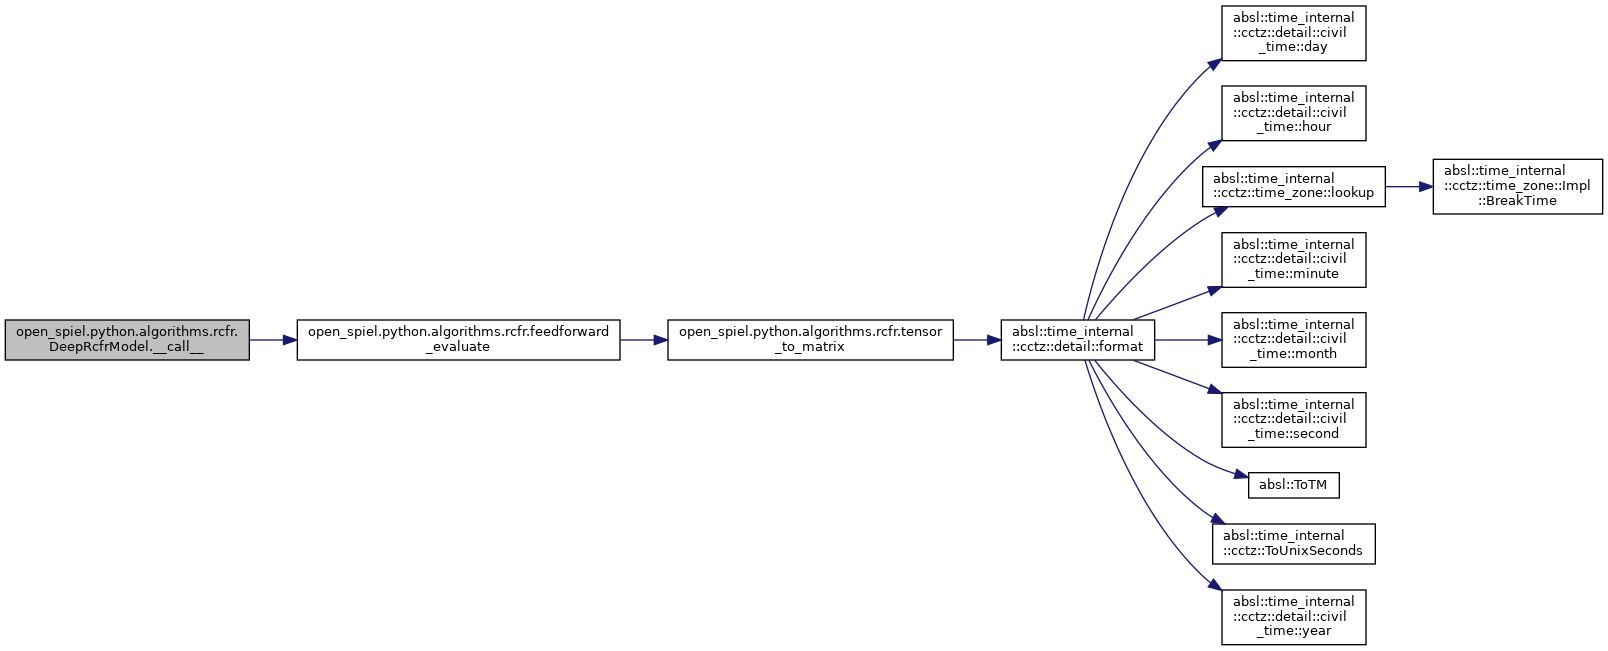 open_spiel.python.algorithms.rcfr.
DeepRcfrModel.__call__
open_spiel.python.algorithms.rcfr.feedforward
_evaluate
open_spiel.python.algorithms.rcfr.tensor
_to_matrix
absl::time_internal
::cctz::detail::format
absl::time_internal
::cctz::detail::civil
_time::day
absl::time_internal
::cctz::detail::civil
_time::hour
absl::time_internal
::cctz::time_zone::lookup
absl::time_internal
::cctz::time_zone::Impl
::BreakTime
absl::time_internal
::cctz::detail::civil
_time::minute
absl::time_internal
::cctz::detail::civil
_time::month
absl::time_internal
::cctz::detail::civil
_time::second
absl::ToTM
absl::time_internal
::cctz::ToUnixSeconds
absl::time_internal
::cctz::detail::civil
_time::year